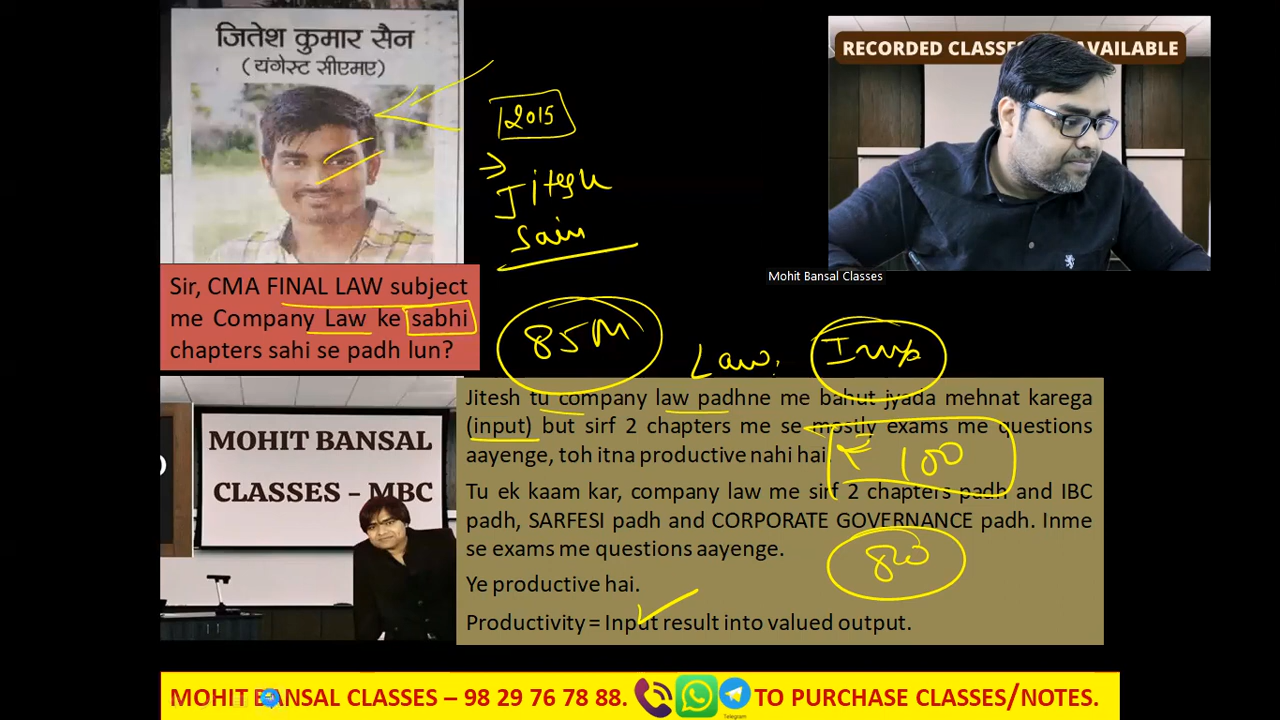 जितेश कुमार सैन
(यंगेस्ट सीएमए)
RECORDED CLASSES AVAILABLE
2015
Jitesh
Sain
Mohit Bansal Classes
Sir, CMA FINAL LAW subject
me Company Law ke sabhi
chapters sahi se padh lun?
85M
Law:
Imp
MOHIT BANSAL
CLASSES - MBC
Jitesh tu company law padhne me bahut jyada mehnat karega
(input) but sirf 2 chapters me se mostly exams me questions
aayenge, toh itna productive nahi hai.
₹ 100
Tu ek kaam kar, company law me sirf 2 chapters padh and IBC
padh, SARFESI padh and CORPORATE GOVERNANCE padh. Inme
se exams me questions aayenge.
Ye productive hai.
Productivity = Input result into valued output.
MOHIT BANSAL CLASSES – 98 29 76 78 88.
Telegram
TO PURCHASE CLASSES/NOTES.